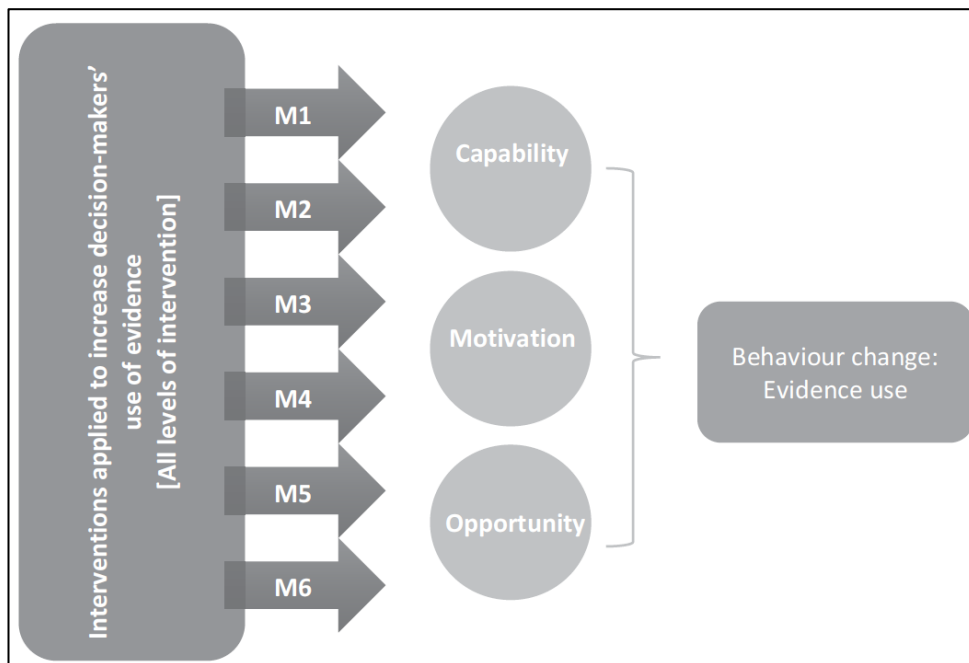 Interventions applied to increase decision-makers’
use of evidence
[All levels of intervention]
M1
M2
M3
M4
M5
M6
Capability
Motivation
Opportunity
Behaviour change:
Evidence use